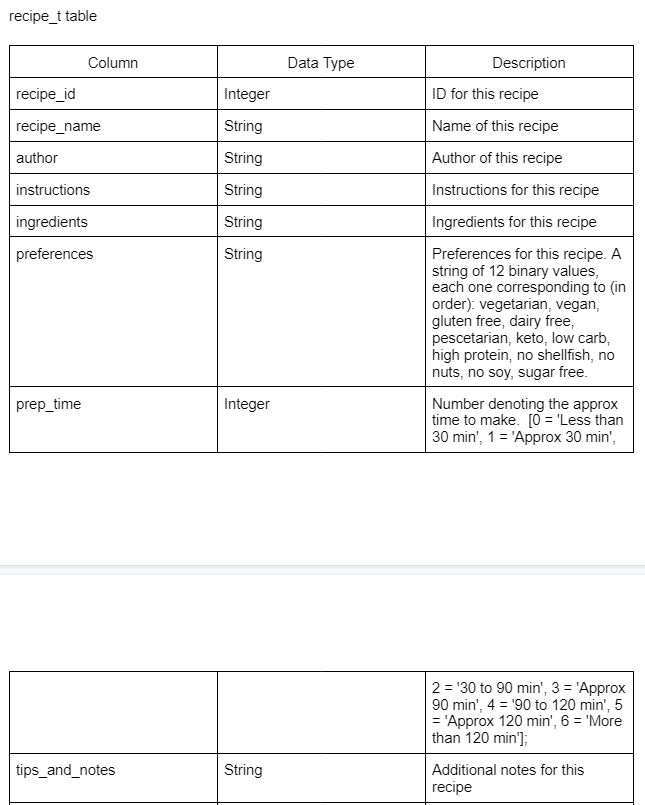 recipe_t table
Column Data Type Description
recipe_id Integer ID for this recipe
recipe_name String Name of this recipe
author String Author of this recipe
instructions String Instructions for this recipe
ingredients String Ingredients for this recipe
preferences String Preferences for this recipe. A
string of 12 binary values,
each one corresponding to (in
order): vegetarian, vegan,
gluten free, dairy free,
pescetarian, keto, low carb,
high protein, no shellfish, no
nuts, no soy, sugar free.
prep_time Integer Number denoting the approx
time to make. [0 = 'Less than
30 min', 1 = 'Approx 30 min',
2 = '30 to 90 min', 3 = 'Approx
90 min', 4 = '90 to 120 min', 5
= 'Approx 120 min', 6 = 'More
than 120 min'];
tips_and_notes String Additional notes for this
recipe